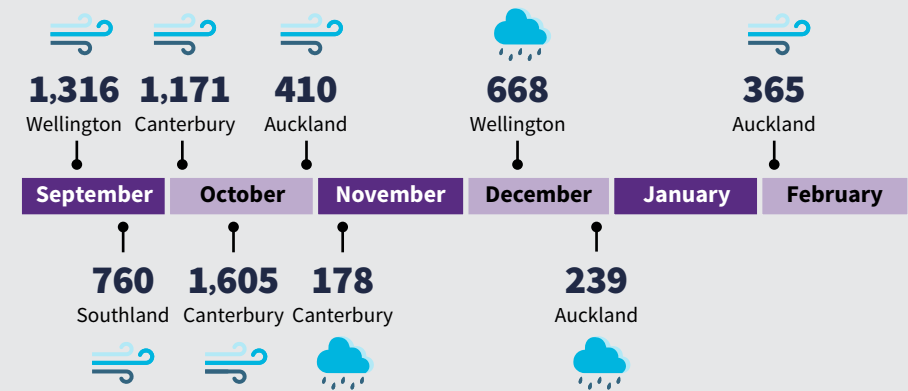 1,316 1,171 410 668 365
Wellington Canterbury Auckland Wellington Auckland
September October November December January February
760 1,605 178 239
Southland Canterbury Canterbury Auckland